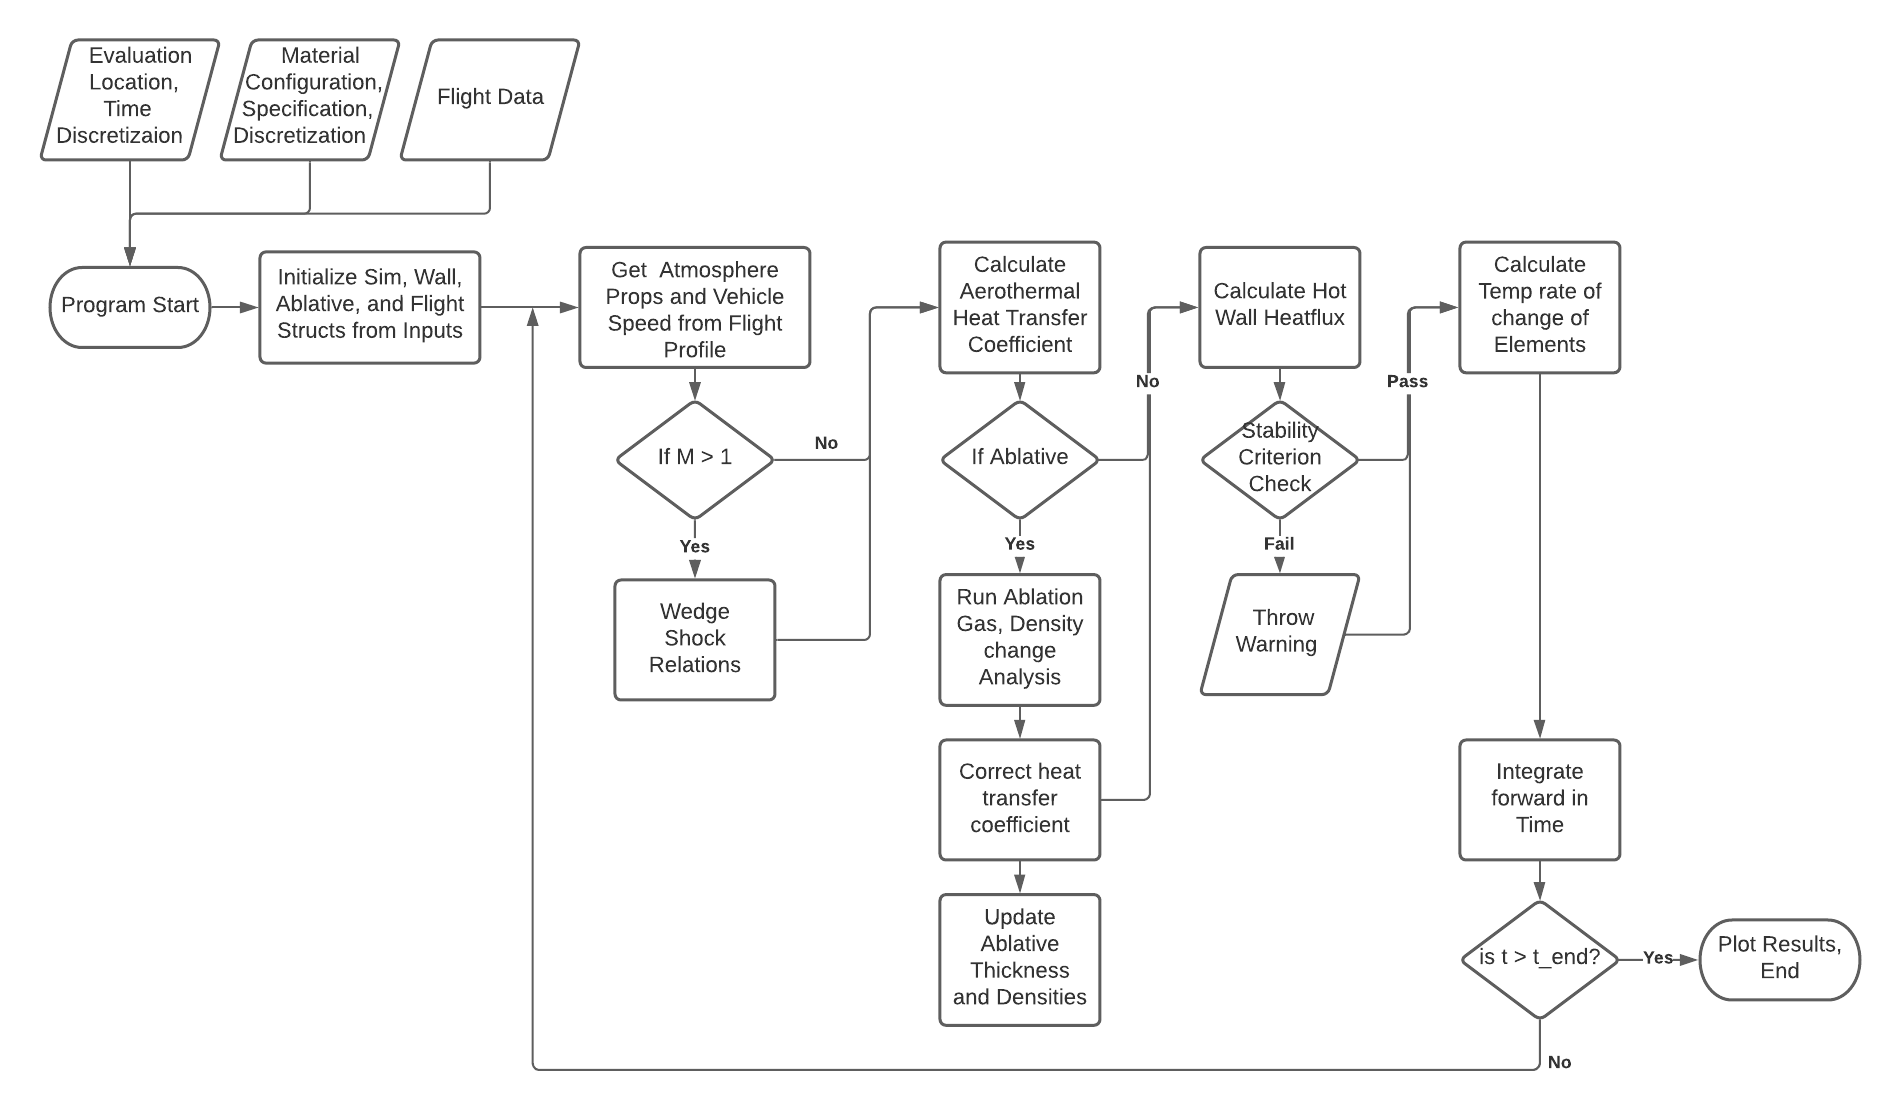 Evaluation
Location,
Time
Discretizaion
Material
Configuration,
Specification,
Discretization
Flight Data
Program Start
Initialize Sim, Wall,
Ablative, and Flight
Structs from Inputs
Get  Atmosphere
Props and Vehicle
Speed from Flight
Profile
If M > 1
No
Yes
Wedge
Shock
Relations
Calculate
Aerothermal
Heat Transfer
Coefficient
If Ablative
No
Yes
Run Ablation
Gas, Density
change
Analysis
Correct heat
transfer
coefficient
Update
Ablative
Thickness
and Densities
Calculate Hot
Wall Heatflux
Stability
Criterion
Check
Pass
Fail
Throw
Warning
Calculate
Temp rate of
change of
Elements
Integrate
forward in
Time
is t > t_end?
Yes
No
Plot Results,
End